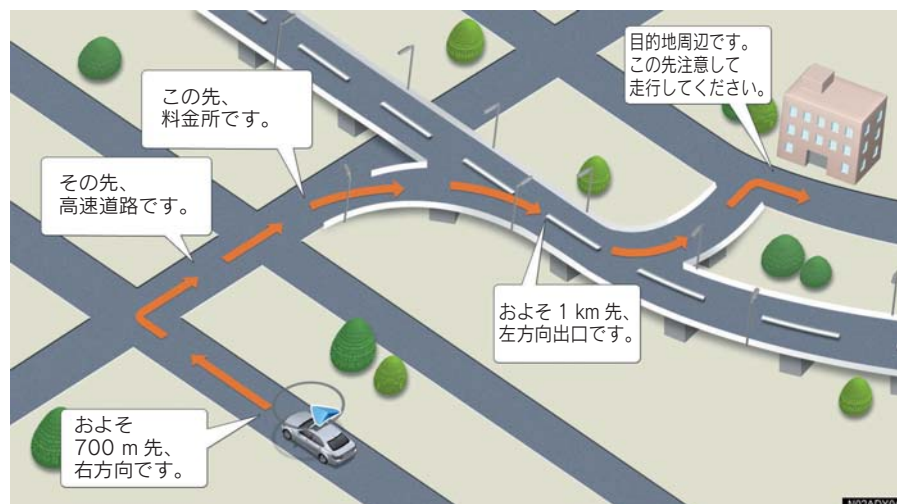 およそ
700 m 先、
右方向です。
その先、
高速道路です。
この先、
料金所です。
およそ 1 km 先、
左方向出口です。
目的地周辺です。
この先注意して
走行してください。